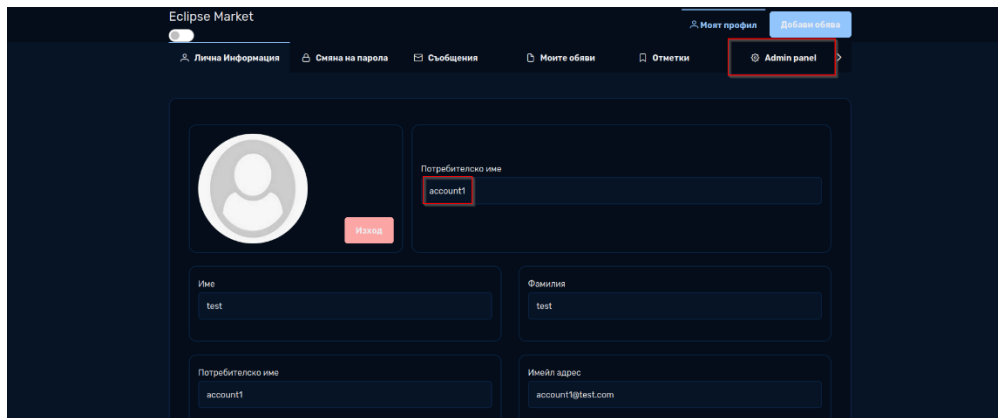 Eclipse Market
Моят профил
Добави обява
Лична Информация
Смяна на парола
Съобщения
Моите обяви
Отметки
Admin panel
Потребителско име
account1
Изход
Име
Фамилия
test
test
Потребителско име
Имейл адрес
account1
account1@test.com